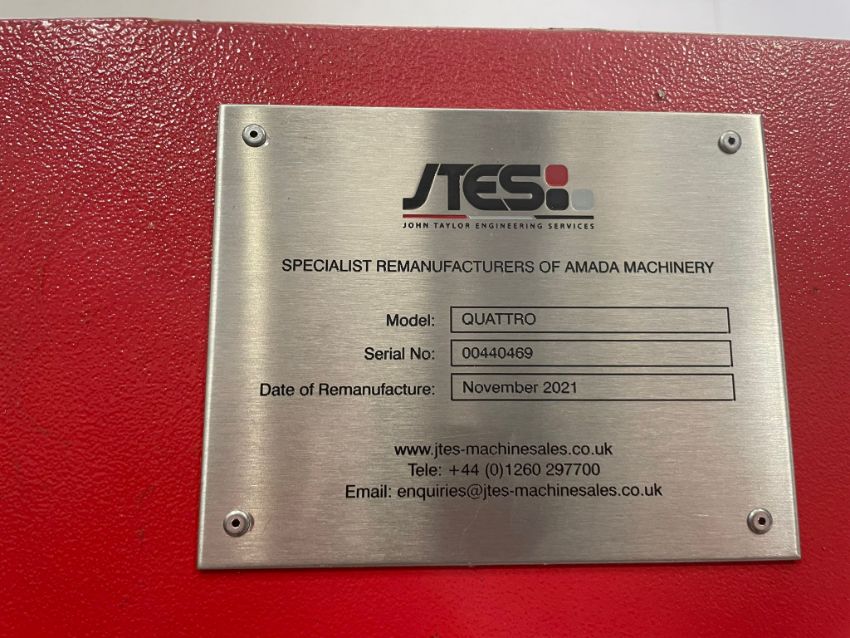 JTES
JOHN TAYLOR ENGINEERING SERVICES
SPECIALIST REMANUFACTURERS OF AMADA MACHINERY
Model: QUATTRO
Serial No: 00440469
Date of Remanufacture: November 2021
www.jtes-machinesales.co.uk
Tele: +44 (0)1260 297700
Email: enquiries@jtes-machinesales.co.uk